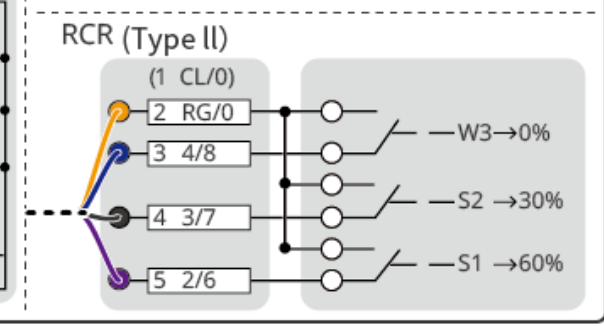 RCR (Type ll)
(1 CL/0)
2 RG/0
3 4/8
4 3/7
5 2/6
W3→0%
S2 →30%
S1 →60%